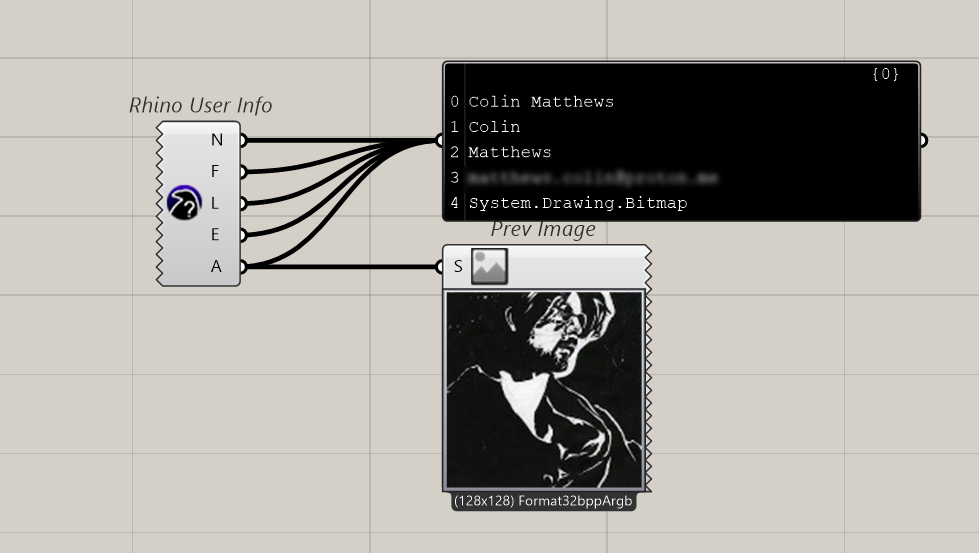 Rhino User Info
N
F
L
E
A
{0}
0 Colin Matthews
1 Colin
2 Matthews
3
4 System.Drawing.Bitmap
Prev Image
S
(128x128) Format32bppArgb